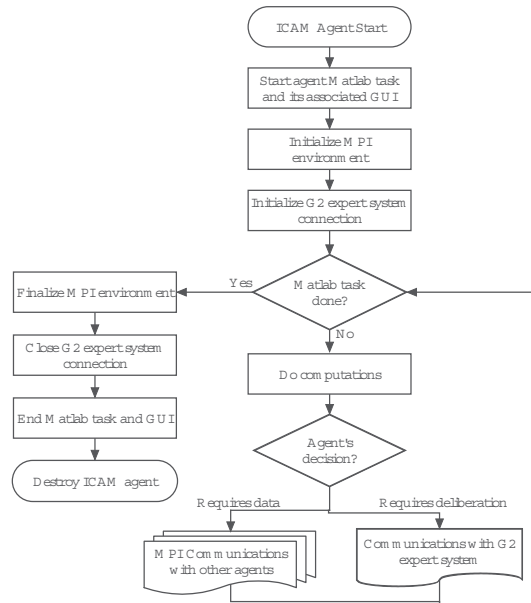 ICAM Agent Start
Start agent Matlab task
and its associated GUI
Initialize MPI
environment
Initialize G2 expert system
connection
Matlab task
done?
Yes
No
Finalize MPI environment
Close G2 expert system
connection
End Matlab task and GUI
Destroy ICAM agent
Do computations
Agent's
decision?
Requires data
Requires deliberation
MPI Communications
with other agents
Communications with G2
expert system